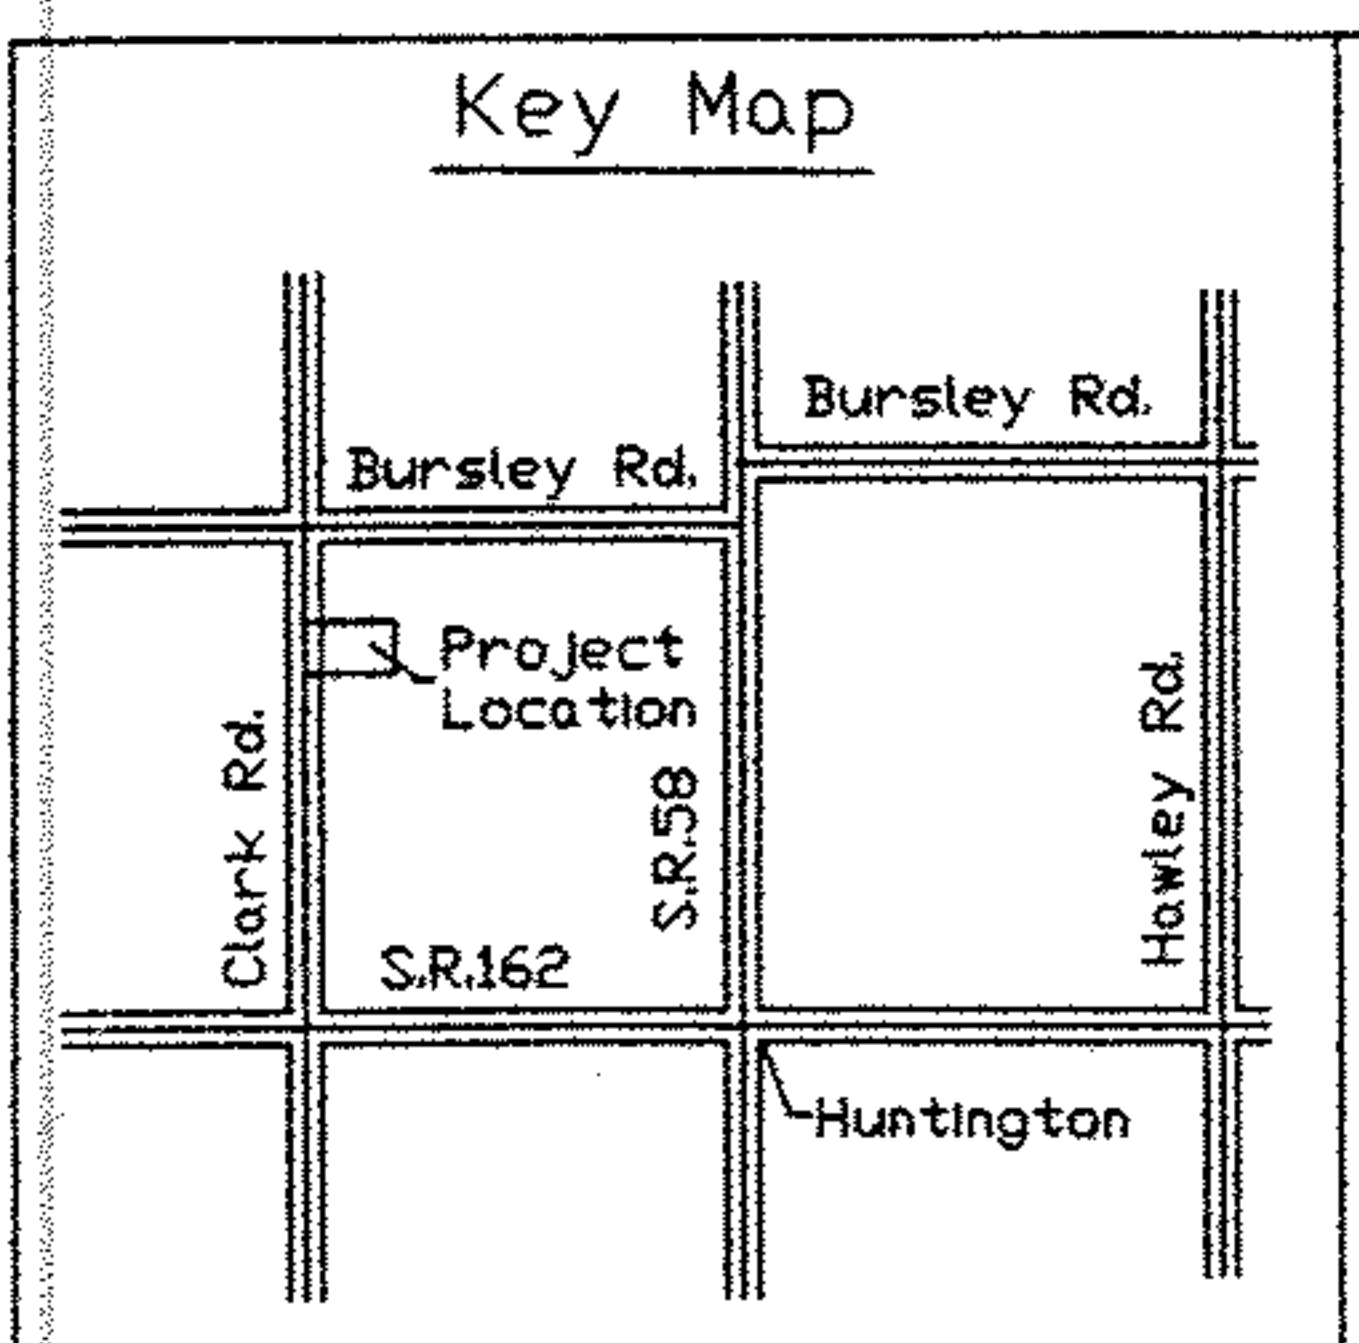 Key Map
Bursley Rd.
Bursley Rd.
Project
Location
Clark Rd.
S.R.58
Hawley Rd.
S.R.162
Huntington